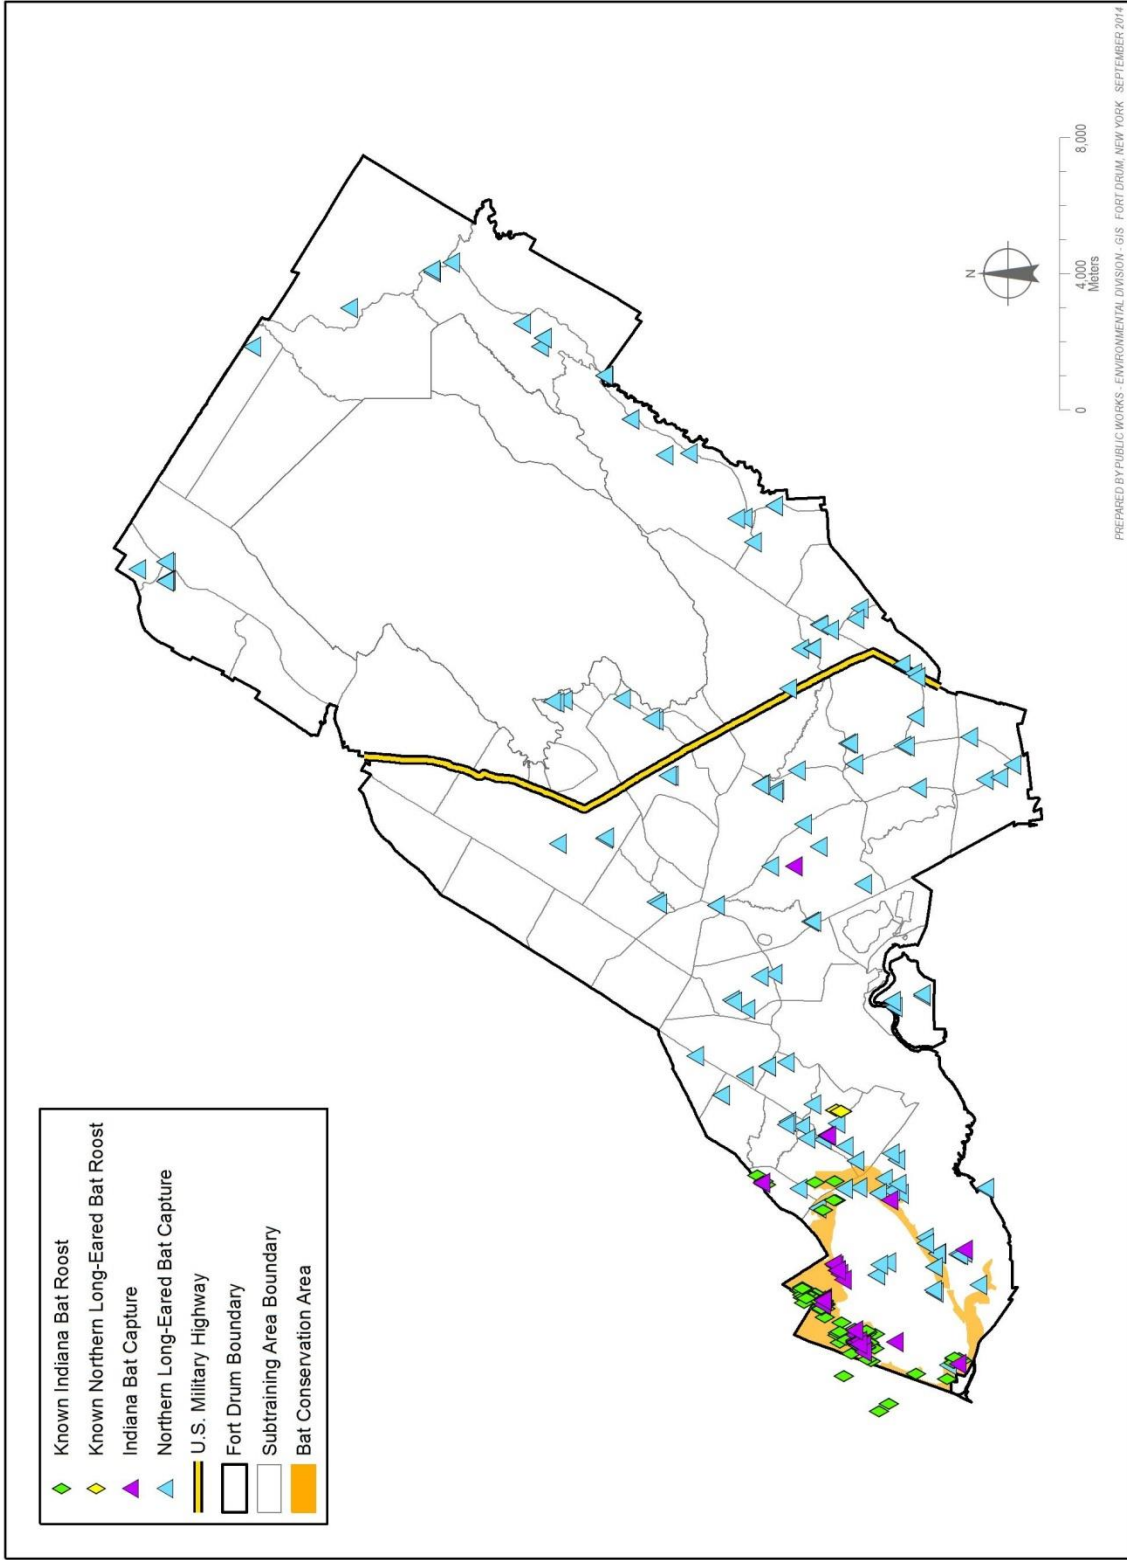 Known Indiana Bat Roost
Known Northern Long-Eared Bat Roost
Indiana Bat Capture
Northern Long-Eared Bat Capture
U.S. Military Highway
Fort Drum Boundary
Subtraining Area Boundary
Bat Conservation Area
N
0
4,000
8,000
Meters
PREPARED BY PUBLIC WORKS - ENVIRONMENTAL DIVISION - GIS FORT DRUM, NEW YORK SEPTEMBER 2014